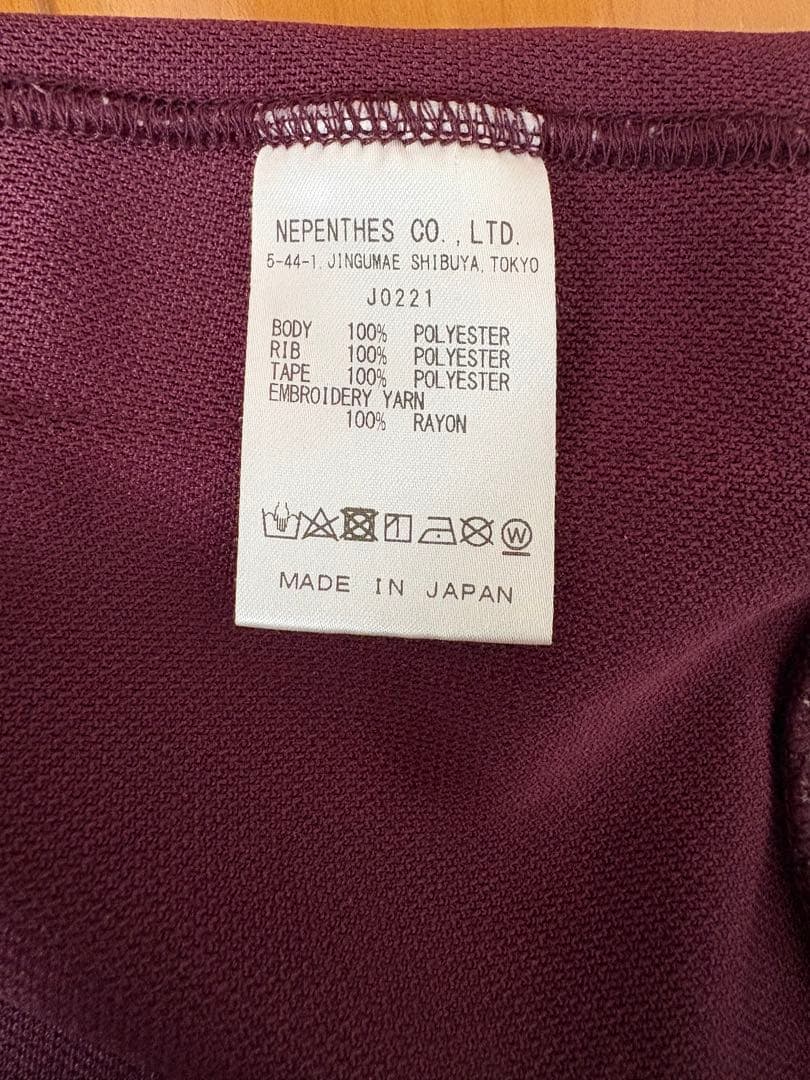 NEPENTHES CO., LTD.
5-44-1, JINGUMAE SHIBUYA, TOKYO
J0221
BODY 100% POLYESTER
RIB 100% POLYESTER
TAPE 100% POLYESTER
EMBROIDERY YARN
100% RAYON
W
MADE IN JAPAN